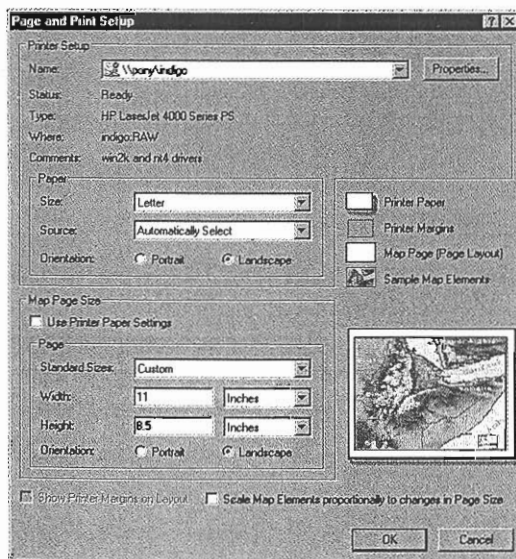 Page and Print Setup
Printer Setup
Name: \\pony\indigo Properties...
Status: Ready
Type: HP LaserJet 4000 Series PS
Where: indigo:RAW
Comments: win2k and nt4 drivers
Paper
Size: Letter
Source: Automatically Select
Orientation: Portrait Landscape
Printer Paper
Printer Margins
Map Page (Page Layout)
Sample Map Elements
Map Page Size
Use Printer Paper Settings
Page
Standard Sizes: Custom
Width: 11 Inches
Height: 8.5 Inches
Orientation: Portrait Landscape
Show Printer Margins on Layout Scale Map Elements proportionally to changes in Page Size
OK Cancel